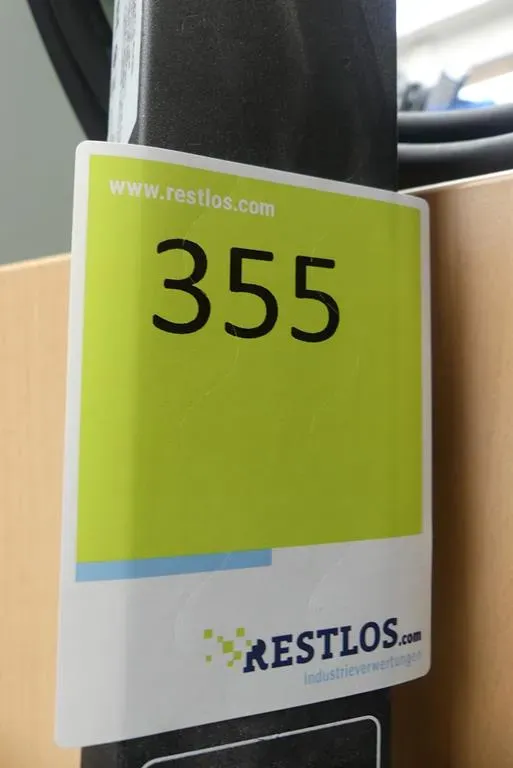 www.restlos.com
355
RESTLOS.com
Industrieverwertungen